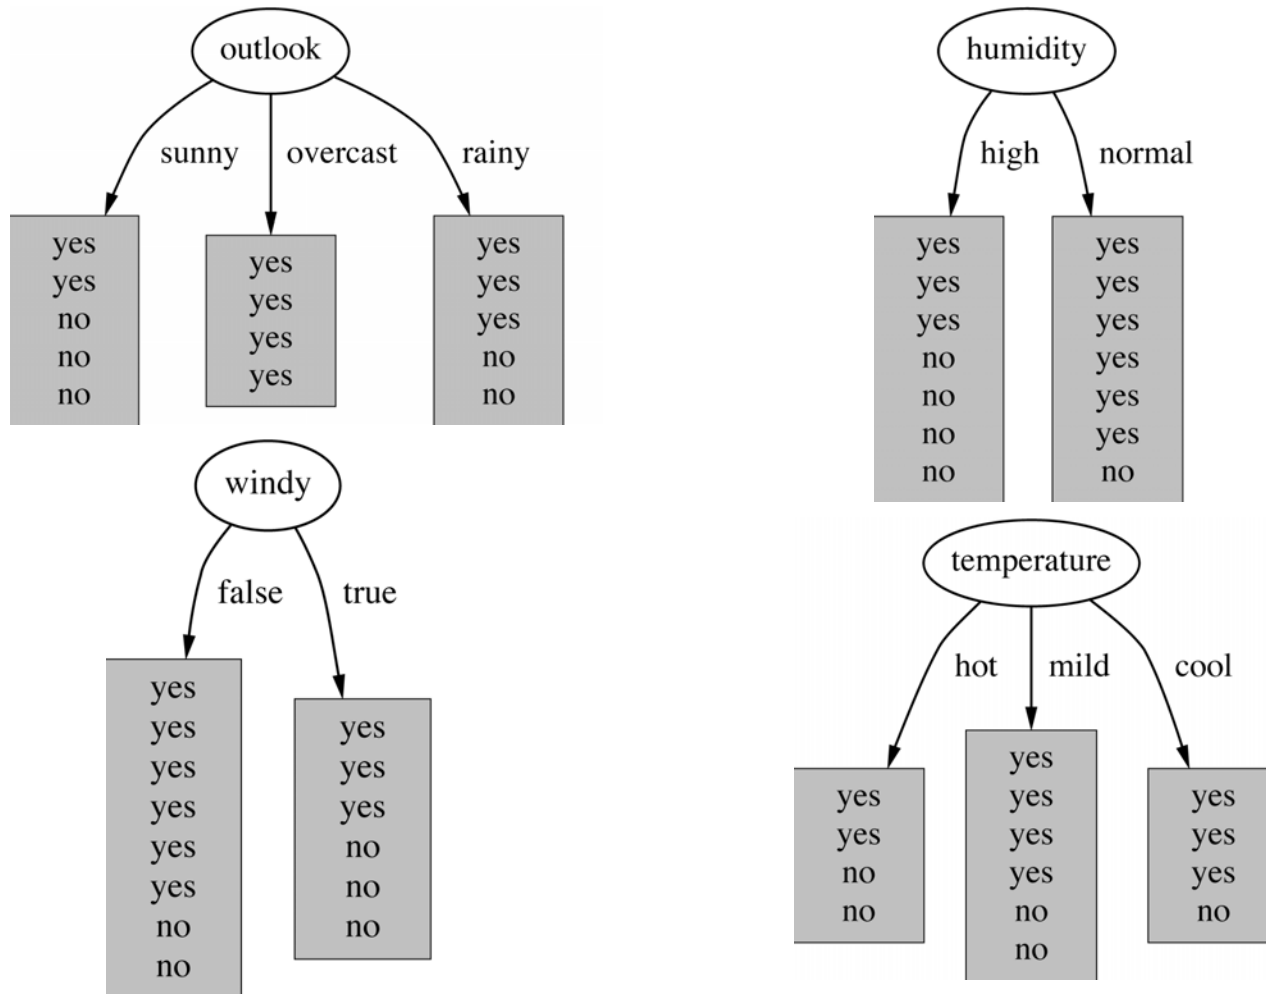 outlook
sunny overcast rainy
yes
yes
no
no
no
yes
yes
yes
yes
yes
yes
yes
no
no
humidity
high normal
yes
yes
yes
no
no
no
no
yes
yes
yes
yes
yes
yes
no
windy
false true
yes
yes
yes
yes
yes
yes
no
no
yes
yes
yes
no
no
no
temperature
hot mild cool
yes
yes
no
no
yes
yes
yes
yes
no
no
yes
yes
yes
no